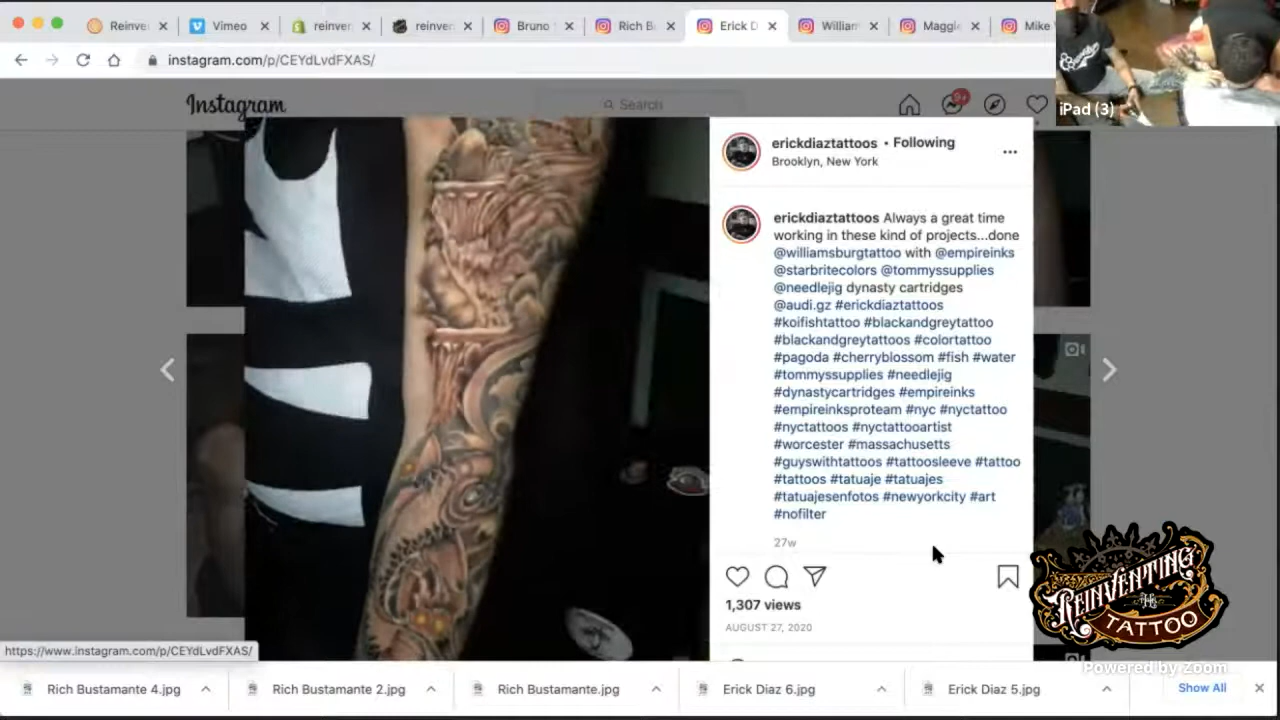 Reinve
Vimeo
reinver
reinver
Bruno
Rich B
Erick D
William
Maggi
Mike
instagram.com/p/CEYdLvdFXAS/
iPad (3)
Instagram
Search
9+
erickdiaztattoos • Following
Brooklyn, New York
erickdiaztattoos Always a great time
working in these kind of projects...done
@williamsburgtattoo with @empireinks
@starbritecolors @tommyssupplies
@needlejig dynasty cartridges
@audi.gz #erickdiaztattoos
#koifishtattoo #blackandgreytattoo
#blackandgreytattoos #colortattoo
#pagoda #cherryblossom #fish #water
#tommyssupplies #needlejig
#dynastycartridges #empireinks
#empireinksproteam #nyc #nyctattoo
#nyctattoos #nyctattooartist
#worcester #massachusetts
#guyswithtattoos #tattoosleeve #tattoo
#tattoos #tatuaje #tatuajes
#tatuajesenfotos #newyorkcity #art
#nofilter
27w
1,307 views
AUGUST 27, 2020
REINVENTING
THE
TATTOO
Powered by Zoom
https://www.instagram.com/p/CEYdLvdFXAS/
Rich Bustamante 4.jpg
Rich Bustamante 2.jpg
Rich Bustamante.jpg
Erick Diaz 6.jpg
Erick Diaz 5.jpg
Show All